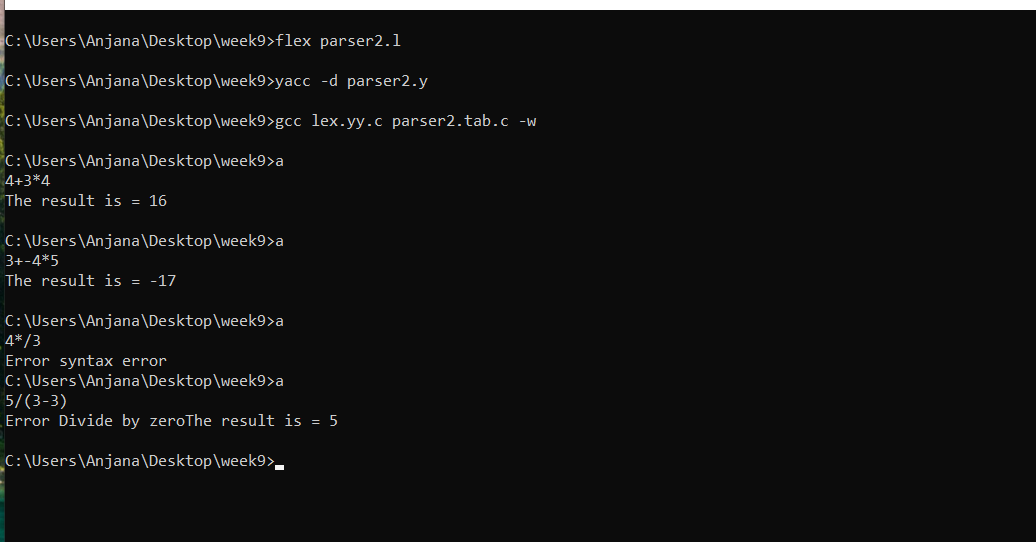 C:\Users\Anjana\Desktop\week9>flex parser2.l
C:\Users\Anjana\Desktop\week9>yacc -d parser2.y
C:\Users\Anjana\Desktop\week9>gcc lex.yy.c parser2.tab.c -w
C:\Users\Anjana\Desktop\week9>a
4+3*4
The result is = 16
C:\Users\Anjana\Desktop\week9>a
3+-4*5
The result is = -17
C:\Users\Anjana\Desktop\week9>a
4*/3
Error syntax error
C:\Users\Anjana\Desktop\week9>a
5/(3-3)
Error Divide by zeroThe result is = 5
C:\Users\Anjana\Desktop\week9>